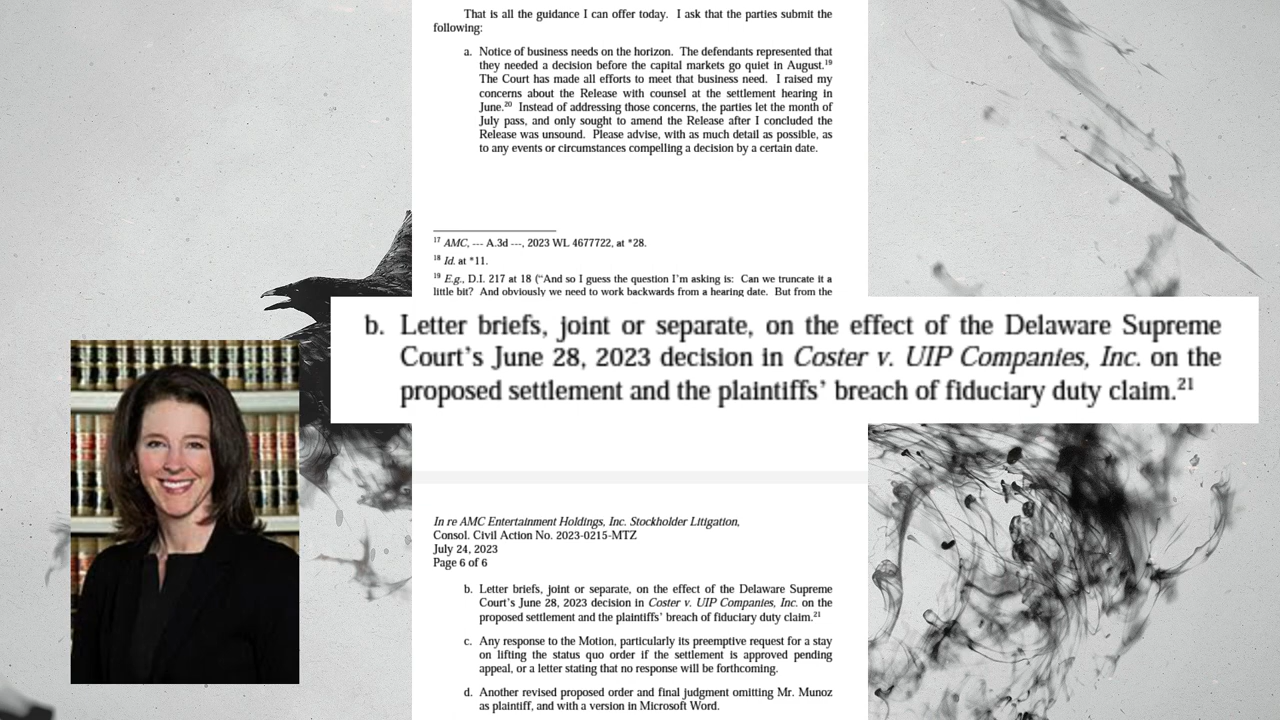 That is all the guidance I can offer today.  I ask that the parties submit the
following:
a. Notice of business needs on the horizon.  The defendants represented that
they needed a decision before the capital markets go quiet in August.19
The Court has made all efforts to meet that business need.  I raised my
concerns about the Release with counsel at the settlement hearing in
June.20  Instead of addressing those concerns, the parties let the month of
July pass, and only sought to amend the Release after I concluded the
Release was unsound.  Please advise, with as much detail as possible, as
to any events or circumstances compelling a decision by a certain date.
17 AMC, --- A.3d ---, 2023 WL 4677722, at *28.
18 Id. at *11.
19 E.g., D.I. 217 at 18 (“And so I guess the question I’m asking is:  Can we truncate it a
little bit?  And obviously we need to work backwards from a hearing date.  But from the
b. Letter briefs, joint or separate, on the effect of the Delaware Supreme
Court’s June 28, 2023 decision in Coster v. UIP Companies, Inc. on the
proposed settlement and the plaintiffs’ breach of fiduciary duty claim.21
In re AMC Entertainment Holdings, Inc. Stockholder Litigation,
Consol. Civil Action No. 2023-0215-MTZ
July 24, 2023
Page 6 of 6
b. Letter briefs, joint or separate, on the effect of the Delaware Supreme
Court’s June 28, 2023 decision in Coster v. UIP Companies, Inc. on the
proposed settlement and the plaintiffs’ breach of fiduciary duty claim.21
c. Any response to the Motion, particularly its preemptive request for a stay
on lifting the status quo order if the settlement is approved pending
appeal, or a letter stating that no response will be forthcoming.
d. Another revised proposed order and final judgment omitting Mr. Munoz
as plaintiff, and with a version in Microsoft Word.